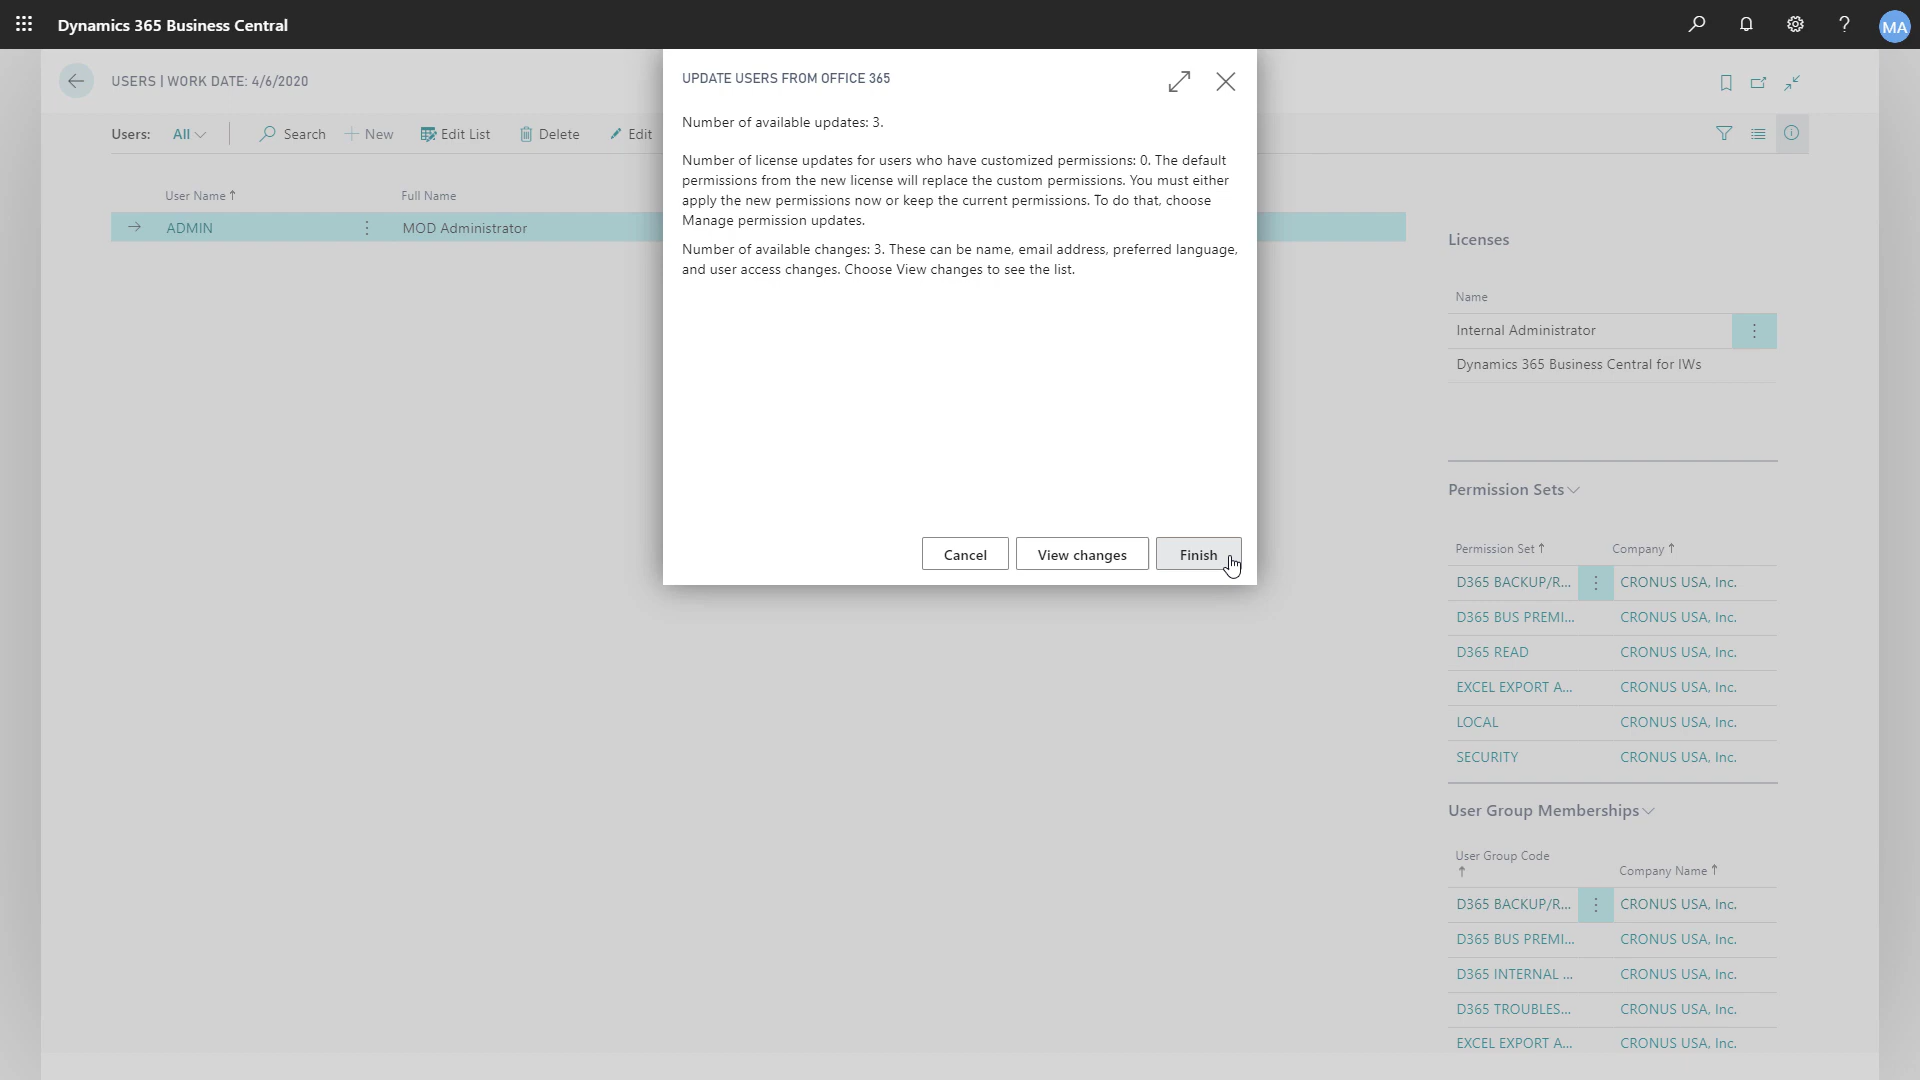 Dynamics 365 Business Central
MA
USERS | WORK DATE: 4/6/2020
Users: All Search New Edit List Delete Edit
User Name ↑ Full Name
ADMIN MOD Administrator
UPDATE USERS FROM OFFICE 365
Number of available updates: 3.
Number of license updates for users who have customized permissions: 0. The default
permissions from the new license will replace the custom permissions. You must either
apply the new permissions now or keep the current permissions. To do that, choose
Manage permission updates.
Number of available changes: 3. These can be name, email address, preferred language,
and user access changes. Choose View changes to see the list.
Cancel View changes Finish
Licenses
Name
Internal Administrator
Dynamics 365 Business Central for IWs
Permission Sets
Permission Set ↑ Company ↑
D365 BACKUP/R... CRONUS USA, Inc.
D365 BUS PREMI... CRONUS USA, Inc.
D365 READ CRONUS USA, Inc.
EXCEL EXPORT A... CRONUS USA, Inc.
LOCAL CRONUS USA, Inc.
SECURITY CRONUS USA, Inc.
User Group Memberships
User Group Code
↑ Company Name ↑
D365 BACKUP/R... CRONUS USA, Inc.
D365 BUS PREMI... CRONUS USA, Inc.
D365 INTERNAL ... CRONUS USA, Inc.
D365 TROUBLES... CRONUS USA, Inc.
EXCEL EXPORT A... CRONUS USA, Inc.